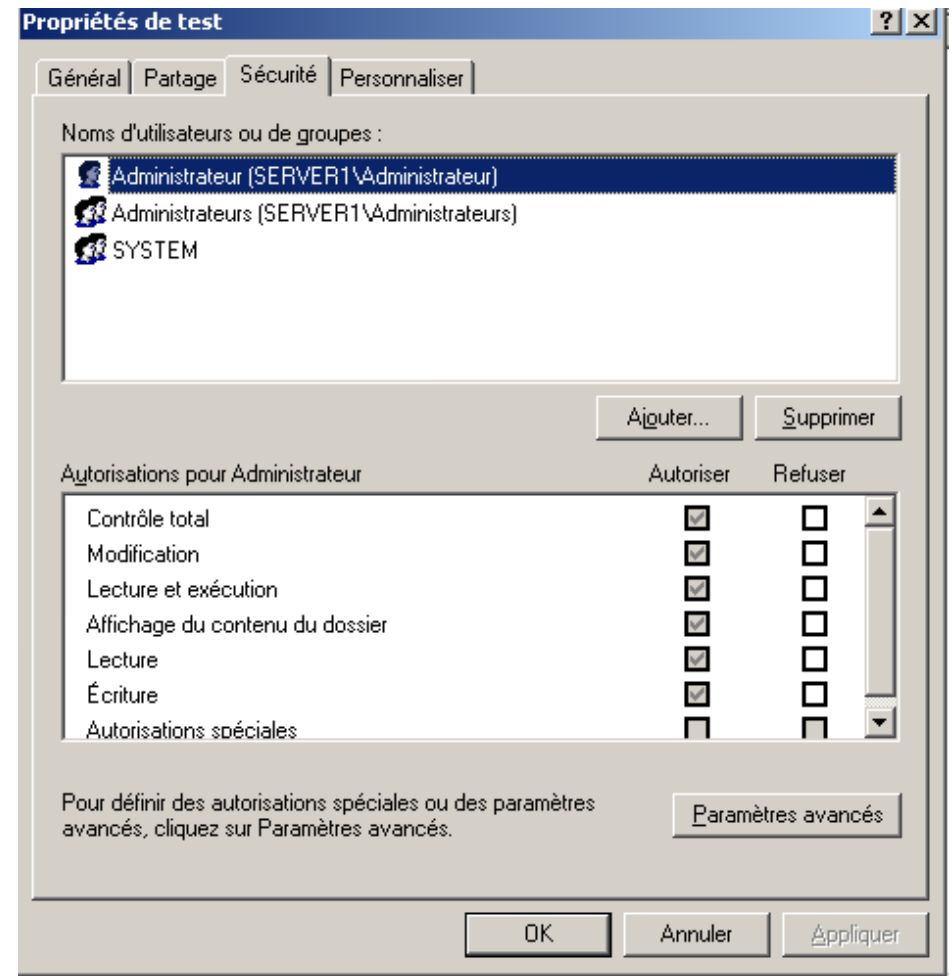 Propriétés de test
Général Partage Sécurité Personnaliser
Noms d'utilisateurs ou de groupes :
Administrateur (SERVER1\Administrateur)
Administrateurs (SERVER1\Administrateurs)
SYSTEM
Ajouter... Supprimer
Autorisations pour Administrateur Autoriser Refuser
Contrôle total
Modification
Lecture et exécution
Affichage du contenu du dossier
Lecture
Écriture
Autorisations spéciales
Pour définir des autorisations spéciales ou des paramètres
avancés, cliquez sur Paramètres avancés.
Paramètres avancés
OK Annuler Appliquer